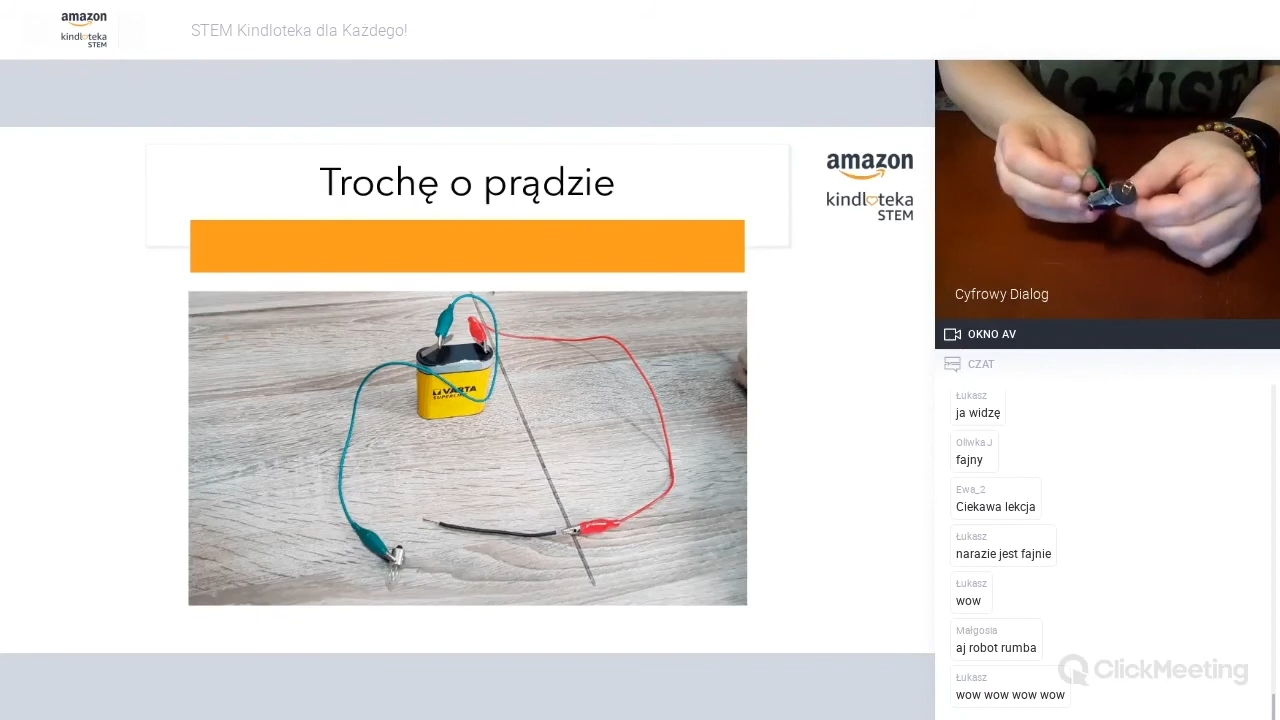 amazon
kindloteka
STEM
STEM Kindloteka dla Każdego!
Trochę o prądzie
amazon
kindloteka
STEM
VARTA
Cyfrowy Dialog
OKNO AV
CZAT
Łukasz
ja widzę
Oliwka J
fajny
Ewa_2
Ciekawa lekcja
Łukasz
narazie jest fajnie
Łukasz
wow
Małgosia
aj robot rumba
Łukasz
wow wow wow wow
ClickMeeting